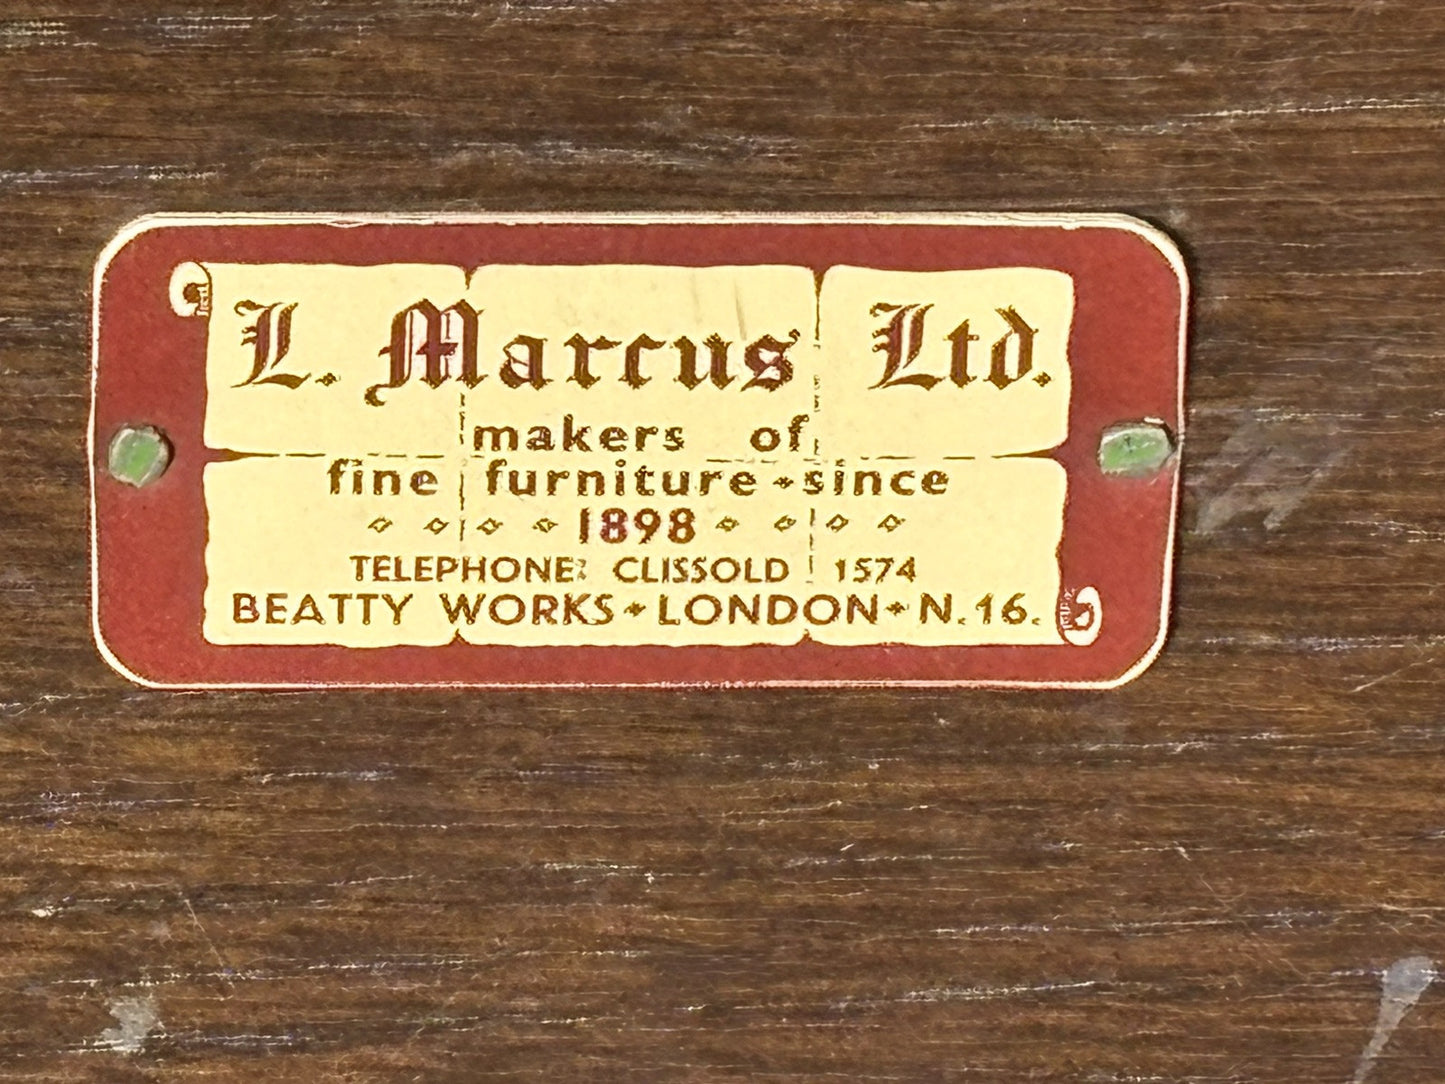 L. Marcus Ltd.
makers of
fine furniture since
1898
TELEPHONE: CLISSOLD 1574
BEATTY WORKS LONDON N.16.